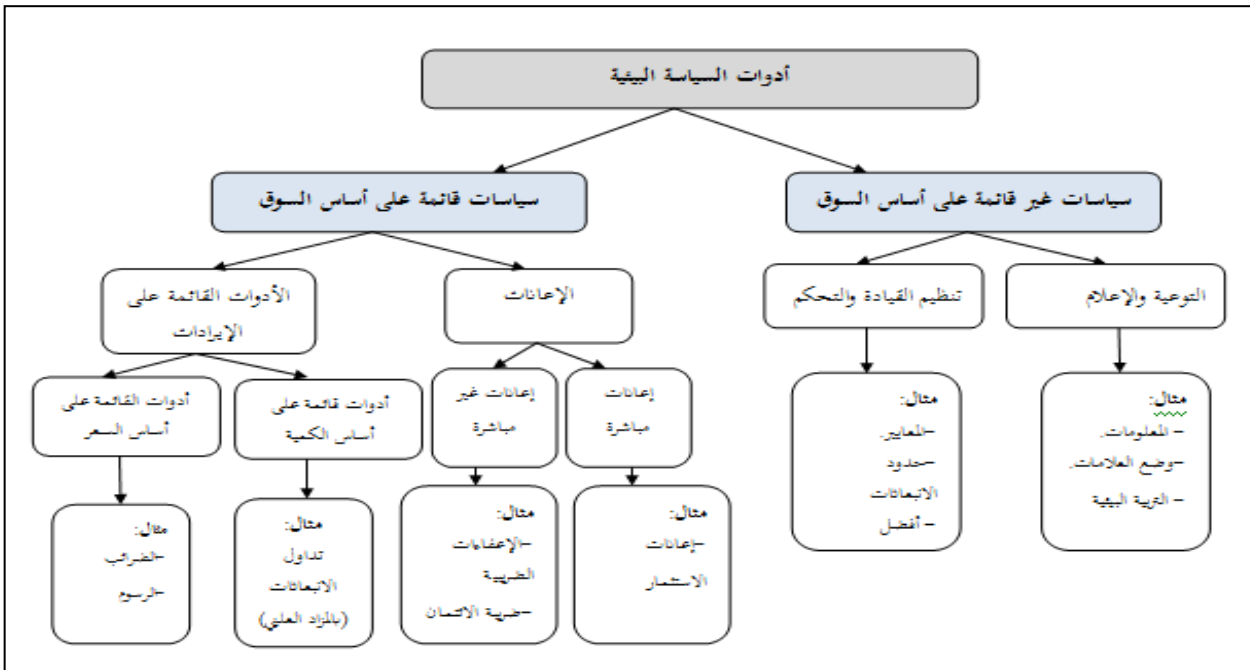 أدوات السياسة البيئية
سياسات غير قائمة على أساس السوق
سياسات قائمة على أساس السوق
التوعية والإعلام
تنظيم القيادة والتحكم
الإعانات
الأدوات القائمة على
الإيرادات
مثال:
– المعلومات.
–وضع العلامات.
– التربية البيئية
مثال:
–المعايير.
–حدود
الانبعاثات
– أفضل
إعانات
مباشرة
إعانات غير
مباشرة
أدوات قائمة على
أساس الكمية
أدوات القائمة على
أساس السعر
مثال:
–إعانات
الاستثمار
مثال:
–الإعفاءات
الضريبية
–ضريبة الائتمان
مثال:
تداول
الانبعاثات
(بالمزاد العلني)
مثال:
–الضرائب
–الرسوم